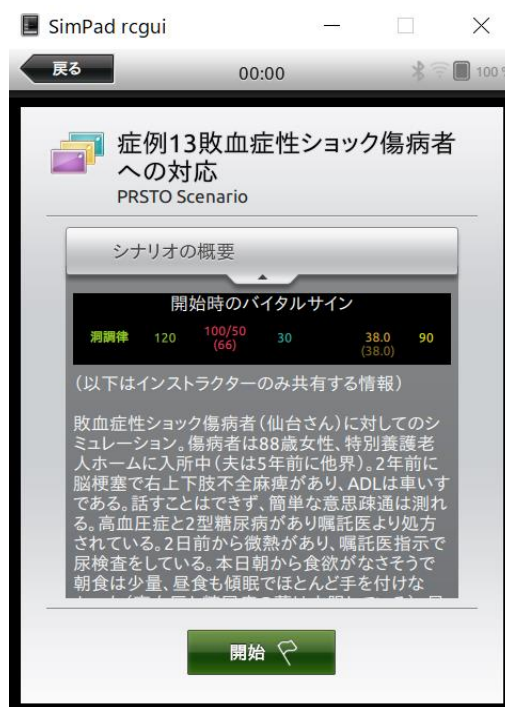 SimPad rcgui
戻る 00:00 100 %
症例13敗血症性ショック傷病者
への対応
PRSTO Scenario
シナリオの概要
開始時のバイタルサイン
洞調律 120 100/50 30 38.0 90
(66) (38.0)
(以下はインストラクターのみ共有する情報)
敗血症性ショック傷病者(仙台さん)に対してのシ
ミュレーション。傷病者は88歳女性、特別養護老
人ホームに入所中(夫は5年前に他界)。2年前に
脳梗塞で右上下肢不全麻痺があり、ADLは車いす
である。話すことはできず、簡単な意思疎通は測れ
る。高血圧症と2型糖尿病があり嘱託医より処方
されている。2日前から微熱があり、嘱託医指示で
尿検査をしている。本日朝から食欲がなさそうで
朝食は少量、昼食も傾眠でほとんど手を付けな
開始